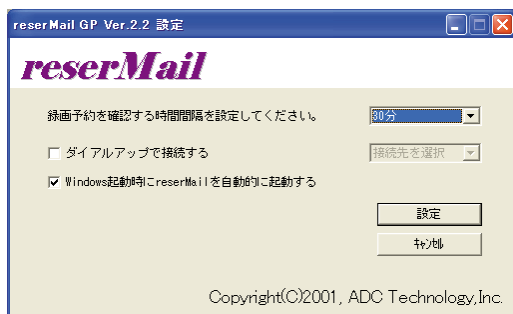 reserMail GP Ver.2.2 設定
reserMail
録画予約を確認する時間間隔を設定してください。 30分
ダイアルアップで接続する 接続先を選択
Windows起動時にreserMailを自動的に起動する
設定
ｷｬﾝｾﾙ
Copyright(C)2001, ADC Technology,Inc.